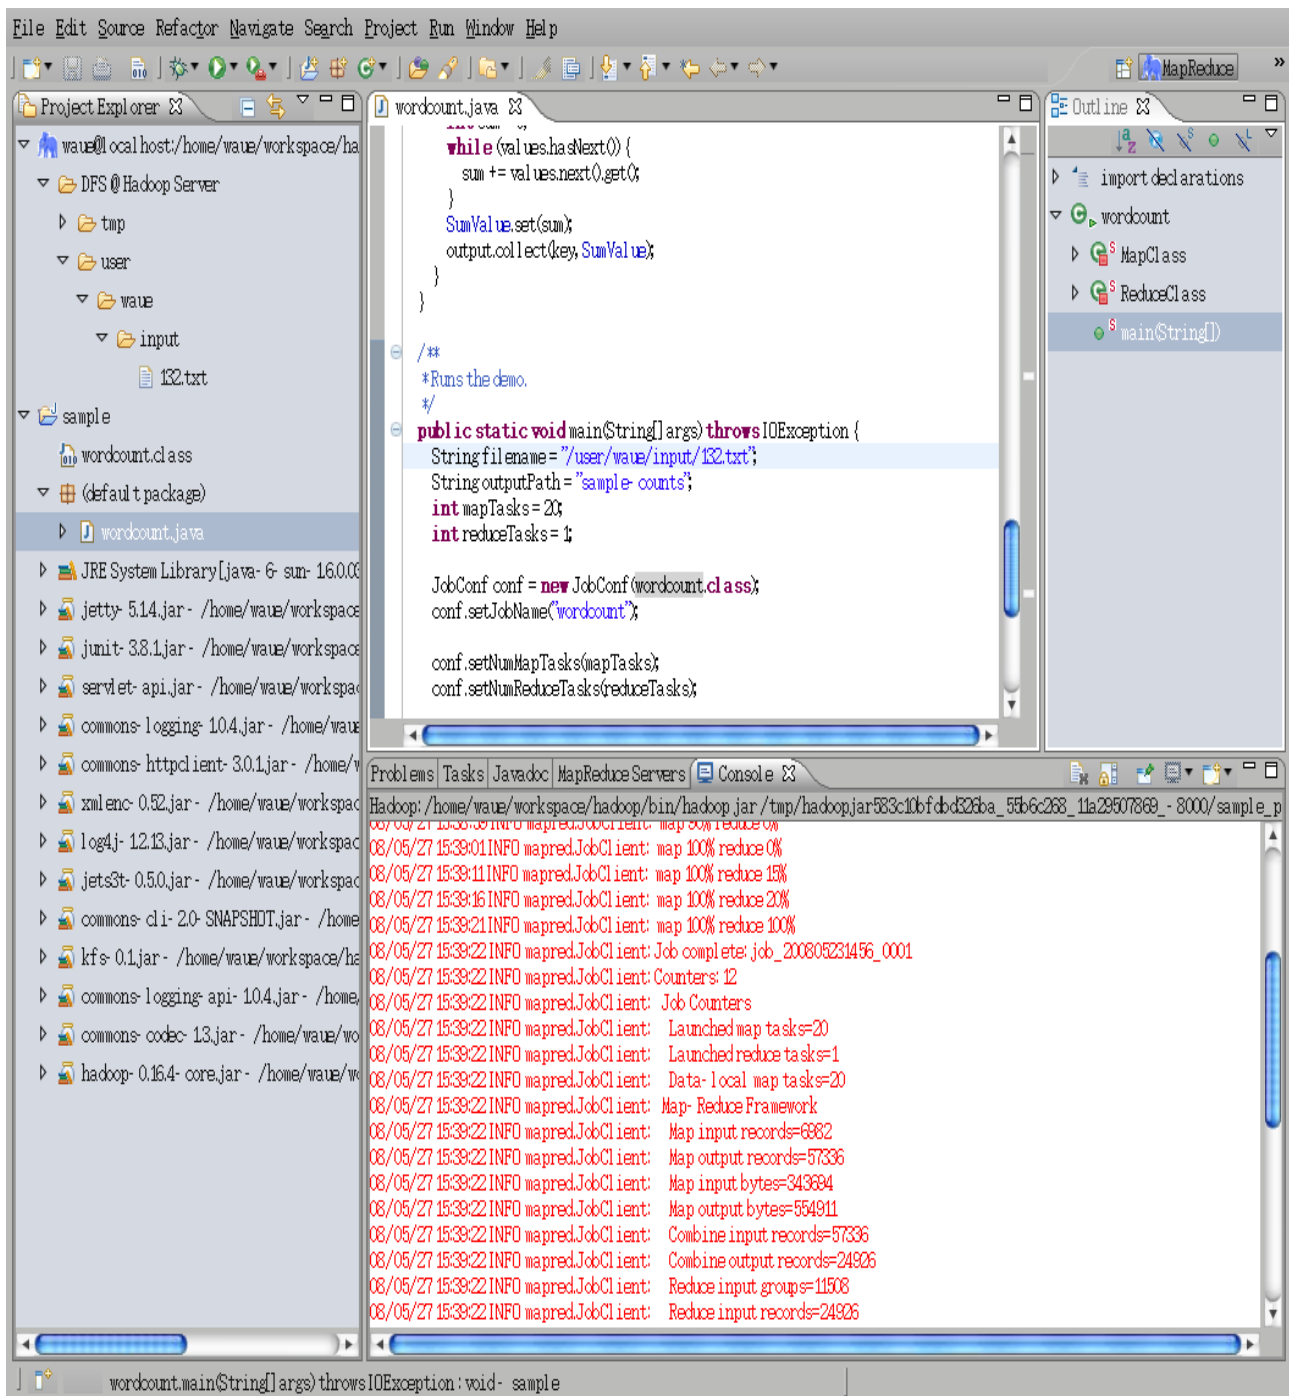 File Edit Source Refactor Navigate Search Project Run Window Help
MapReduce »
Project Explorer
waue@localhost:/home/waue/workspace/ha
DFS @ Hadoop Server
tmp
user
waue
input
132.txt
sample
wordcount.class
(default package)
wordcount.java
JRE System Library [java-6-sun-1.6.0.03
jetty-5.1.4.jar - /home/waue/workspace
junit-3.8.1.jar - /home/waue/workspace
servlet-api.jar - /home/waue/workspac
commons-logging-1.0.4.jar - /home/waue
commons-httpclient-3.0.1.jar - /home/w
xmlenc-0.52.jar - /home/waue/workspac
log4j-1.2.13.jar - /home/waue/workspac
jets3t-0.5.0.jar - /home/waue/workspac
commons-cli-2.0-SNAPSHOT.jar - /home
kfs-0.1.jar - /home/waue/workspace/ha
commons-logging-api-1.0.4.jar - /home/
commons-codec-1.3.jar - /home/waue/wo
hadoop-0.16.4-core.jar - /home/waue/wo
wordcount.java
while (values.hasNext()) {
sum += values.next().get();
}
SumValue.set(sum);
output.collect(key, SumValue);
}
}
/**
* Runs the demo.
*/
public static void main(String[] args) throws IOException {
String filename = "/user/waue/input/132.txt";
String outputPath = "sample-counts";
int mapTasks = 20;
int reduceTasks = 1;
JobConf conf = new JobConf(wordcount.class);
conf.setJobName("wordcount");
conf.setNumMapTasks(mapTasks);
conf.setNumReduceTasks(reduceTasks);
Outline
import declarations
wordcount
MapClass
ReduceClass
main(String[])
Problems Tasks Javadoc MapReduce Servers Console
Hadoop: /home/waue/workspace/hadoop/bin/hadoop jar /tmp/hadoopjar583c10bfdbd326ba_55b6c268_11a29507869_-8000/sample_p
08/05/27 15:38:59 INFO mapred.JobClient: map 90% reduce 0%
08/05/27 15:39:01 INFO mapred.JobClient: map 100% reduce 0%
08/05/27 15:39:11 INFO mapred.JobClient: map 100% reduce 15%
08/05/27 15:39:16 INFO mapred.JobClient: map 100% reduce 20%
08/05/27 15:39:21 INFO mapred.JobClient: map 100% reduce 100%
08/05/27 15:39:22 INFO mapred.JobClient: Job complete: job_200805231456_0001
08/05/27 15:39:22 INFO mapred.JobClient: Counters: 12
08/05/27 15:39:22 INFO mapred.JobClient: Job Counters
08/05/27 15:39:22 INFO mapred.JobClient: Launched map tasks=20
08/05/27 15:39:22 INFO mapred.JobClient: Launched reduce tasks=1
08/05/27 15:39:22 INFO mapred.JobClient: Data-local map tasks=20
08/05/27 15:39:22 INFO mapred.JobClient: Map-Reduce Framework
08/05/27 15:39:22 INFO mapred.JobClient: Map input records=6982
08/05/27 15:39:22 INFO mapred.JobClient: Map output records=57336
08/05/27 15:39:22 INFO mapred.JobClient: Map input bytes=343694
08/05/27 15:39:22 INFO mapred.JobClient: Map output bytes=554911
08/05/27 15:39:22 INFO mapred.JobClient: Combine input records=57336
08/05/27 15:39:22 INFO mapred.JobClient: Combine output records=24926
08/05/27 15:39:22 INFO mapred.JobClient: Reduce input groups=11508
08/05/27 15:39:22 INFO mapred.JobClient: Reduce input records=24926
wordcount.main(String[] args) throws IOException : void - sample